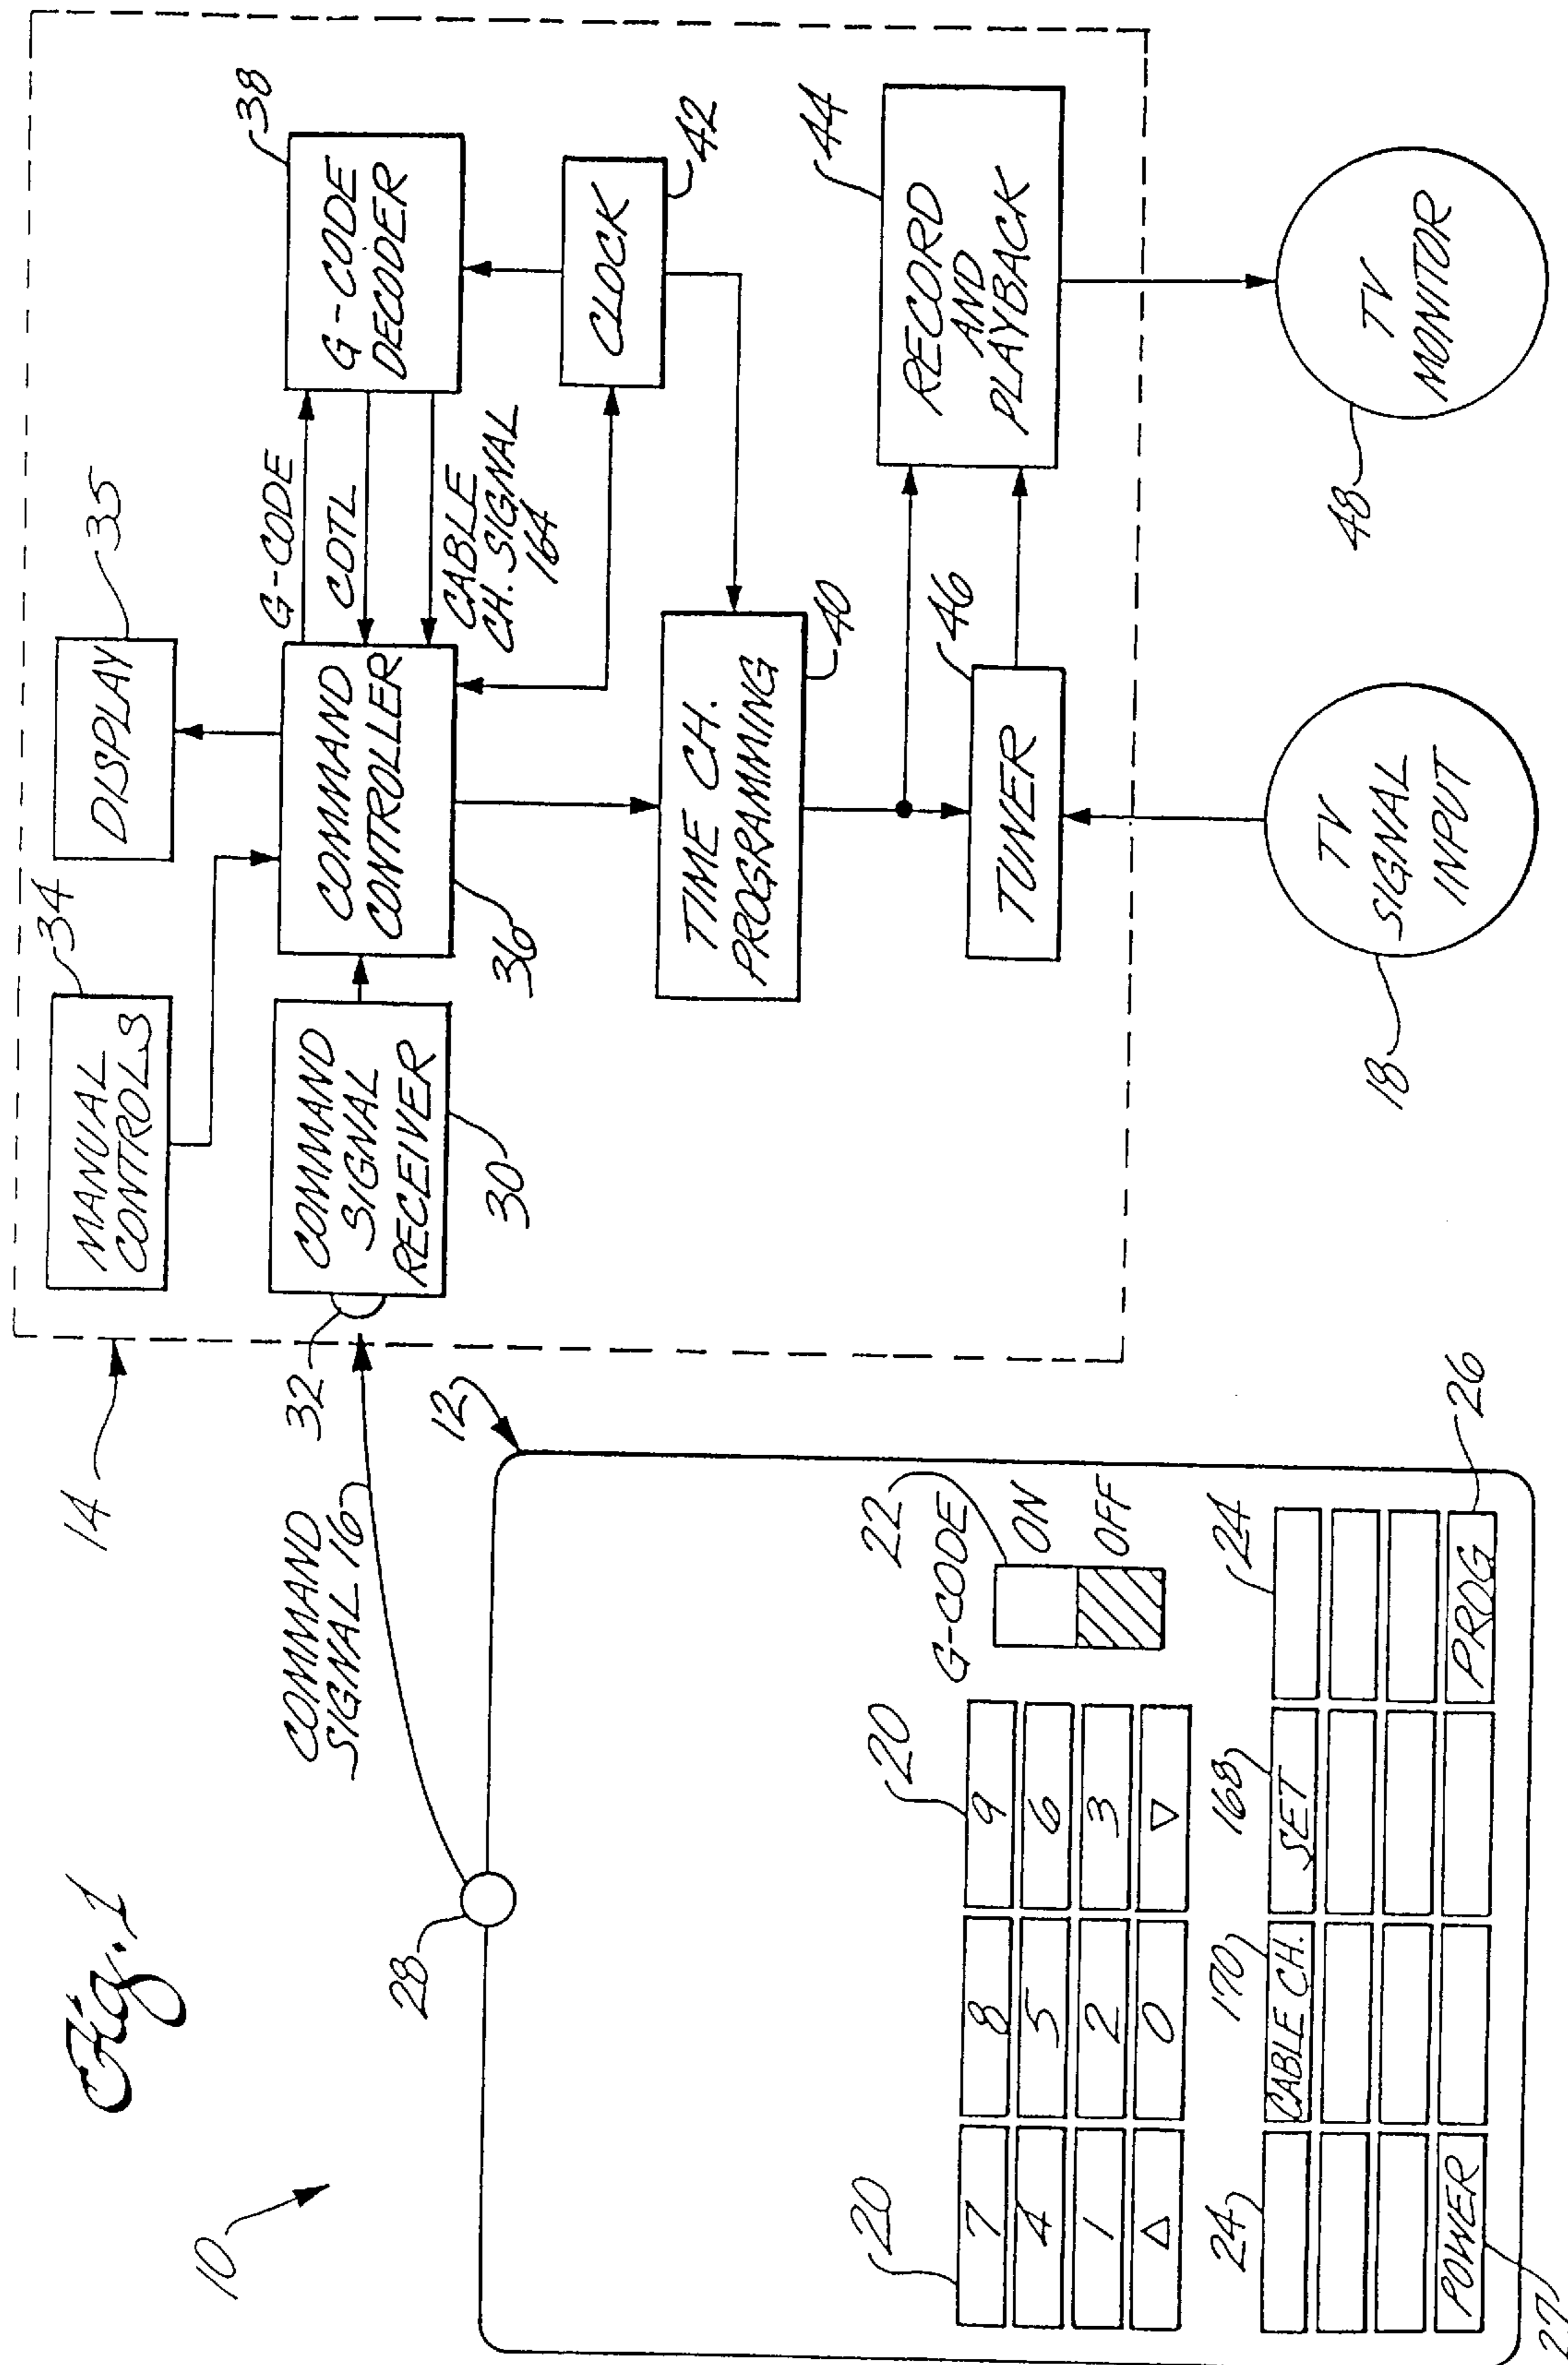 Fig. 1
10
14
34
MANUAL
CONTROLS
35
DISPLAY
COMMAND
SIGNAL 16
32
COMMAND
SIGNAL
RECEIVER
30
COMMAND
CONTROLLER
36
G-CODE
CDTL
CABLE
CH. SIGNAL
164
38
G-CODE
DECODER
CLOCK
42
TIME CH.
PROGRAMMING
40
TUNER
46
44
RECORD
AND
PLAYBACK
TV
SIGNAL
INPUT
18
TV
MONITOR
48
28
12
20
20
7 8 9
4 5 6
1 2 3
△ 0 ▽
G-CODE
22
ON
OFF
24
170
168
24
CABLE CH.
SET
POWER
PROG
26
27